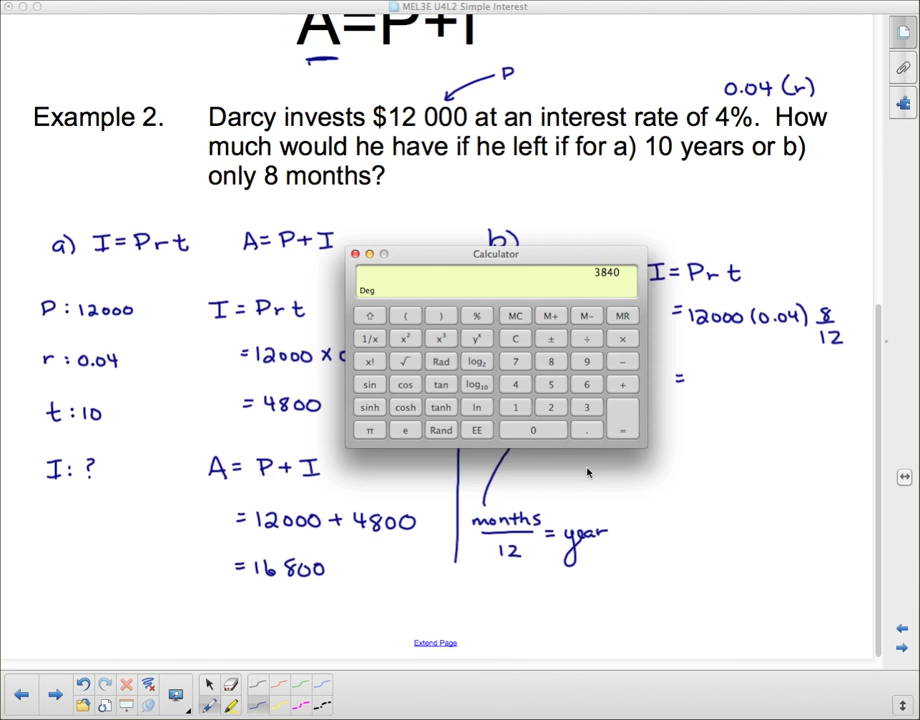 MEL3E U4L2 Simple Interest
A=P+I
P
0.04 (r)
Example 2. Darcy invests $12 000 at an interest rate of 4%. How
much would he have if he left if for a) 10 years or b)
only 8 months?
a) I = Prt A = P + I
b)
P : 12000
r : 0.04
t : 10
I : ?
I = Prt
= 12000 x
= 4800
A = P + I
= 12000 + 4800
= 16 800
I = Prt
= 12000 (0.04) 8/12
=
months/12 = year
Calculator
3840
Deg
( ) % MC M+ M- MR
1/x x² x³ yˣ C ± ÷ ×
x! √ Rad log₂ 7 8 9 −
sin cos tan log₁₀ 4 5 6 +
sinh cosh tanh ln 1 2 3
π e Rand EE 0 . =
Extend Page